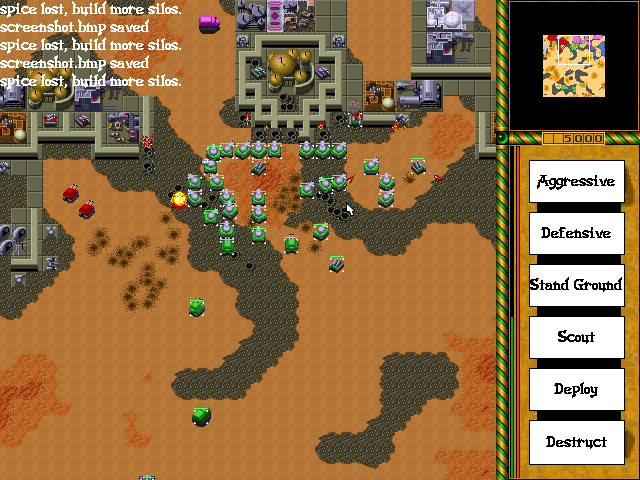 spice lost, build more silos.
screenshot.bmp saved
spice lost, build more silos.
screenshot.bmp saved
spice lost, build more silos.
5000
Aggressive
Defensive
Stand Ground
Scout
Deploy
Destruct